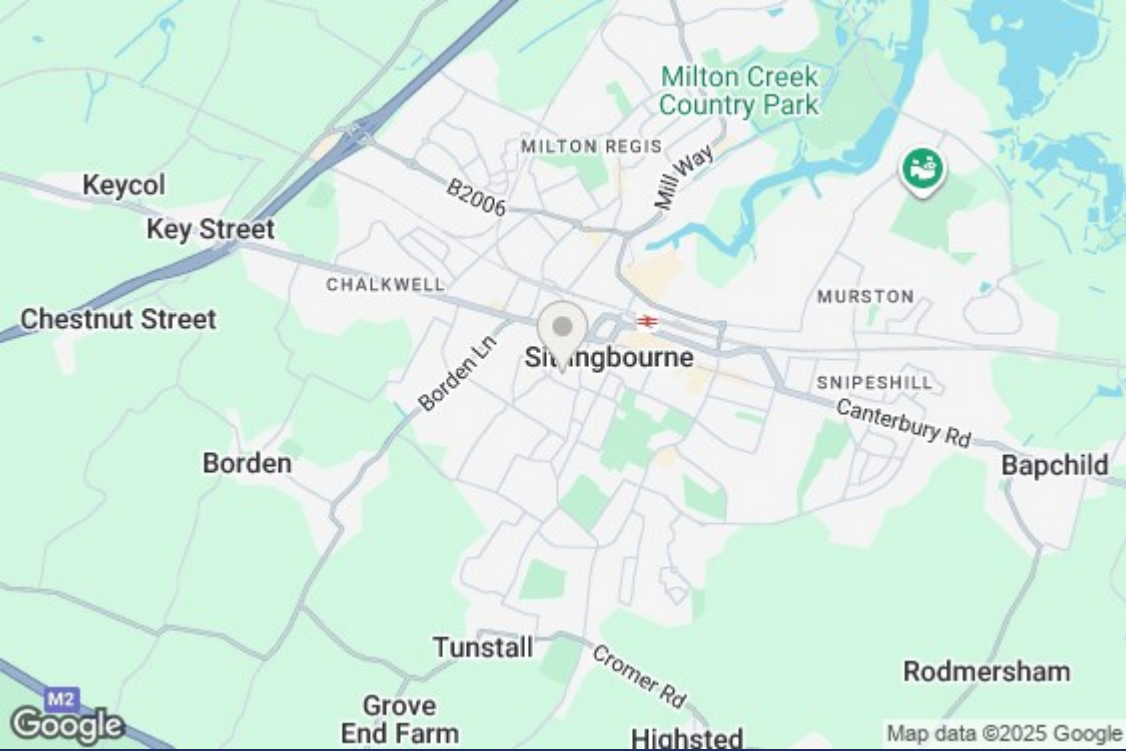 Milton Creek
Country Park
MILTON REGIS
Mill Way
Keycol
B2006
Key Street
CHALKWELL
MURSTON
Chestnut Street
Sittingbourne
Borden Ln
SNIPESHILL
Canterbury Rd
Borden
Bapchild
Tunstall
Cromer Rd
Rodmersham
M2
Grove
End Farm
Highsted
Google
Map data ©2025 Google